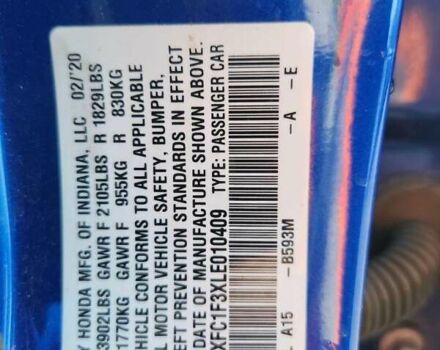 Y HONDA MFG. OF INDIANA, LLC 02/'20
3902LBS GAWR F 2105LBS R 1829LBS
1770KG GAWR F 955KG R 830KG
EHICLE CONFORMS TO ALL APPLICABLE
L MOTOR VEHICLE SAFETY, BUMPER,
EFT PREVENTION STANDARDS IN EFFECT
DATE OF MANUFACTURE SHOWN ABOVE.
XFC1F3XLE010409 TYPE: PASSENGER CAR
A15 -B593M -A -E